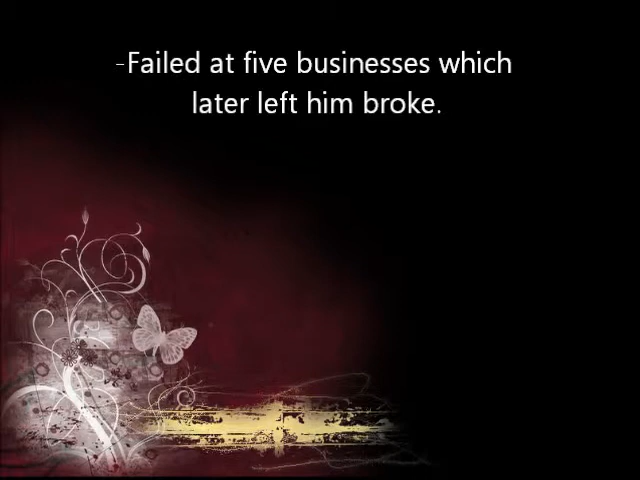 -Failed at five businesses which
later left him broke.